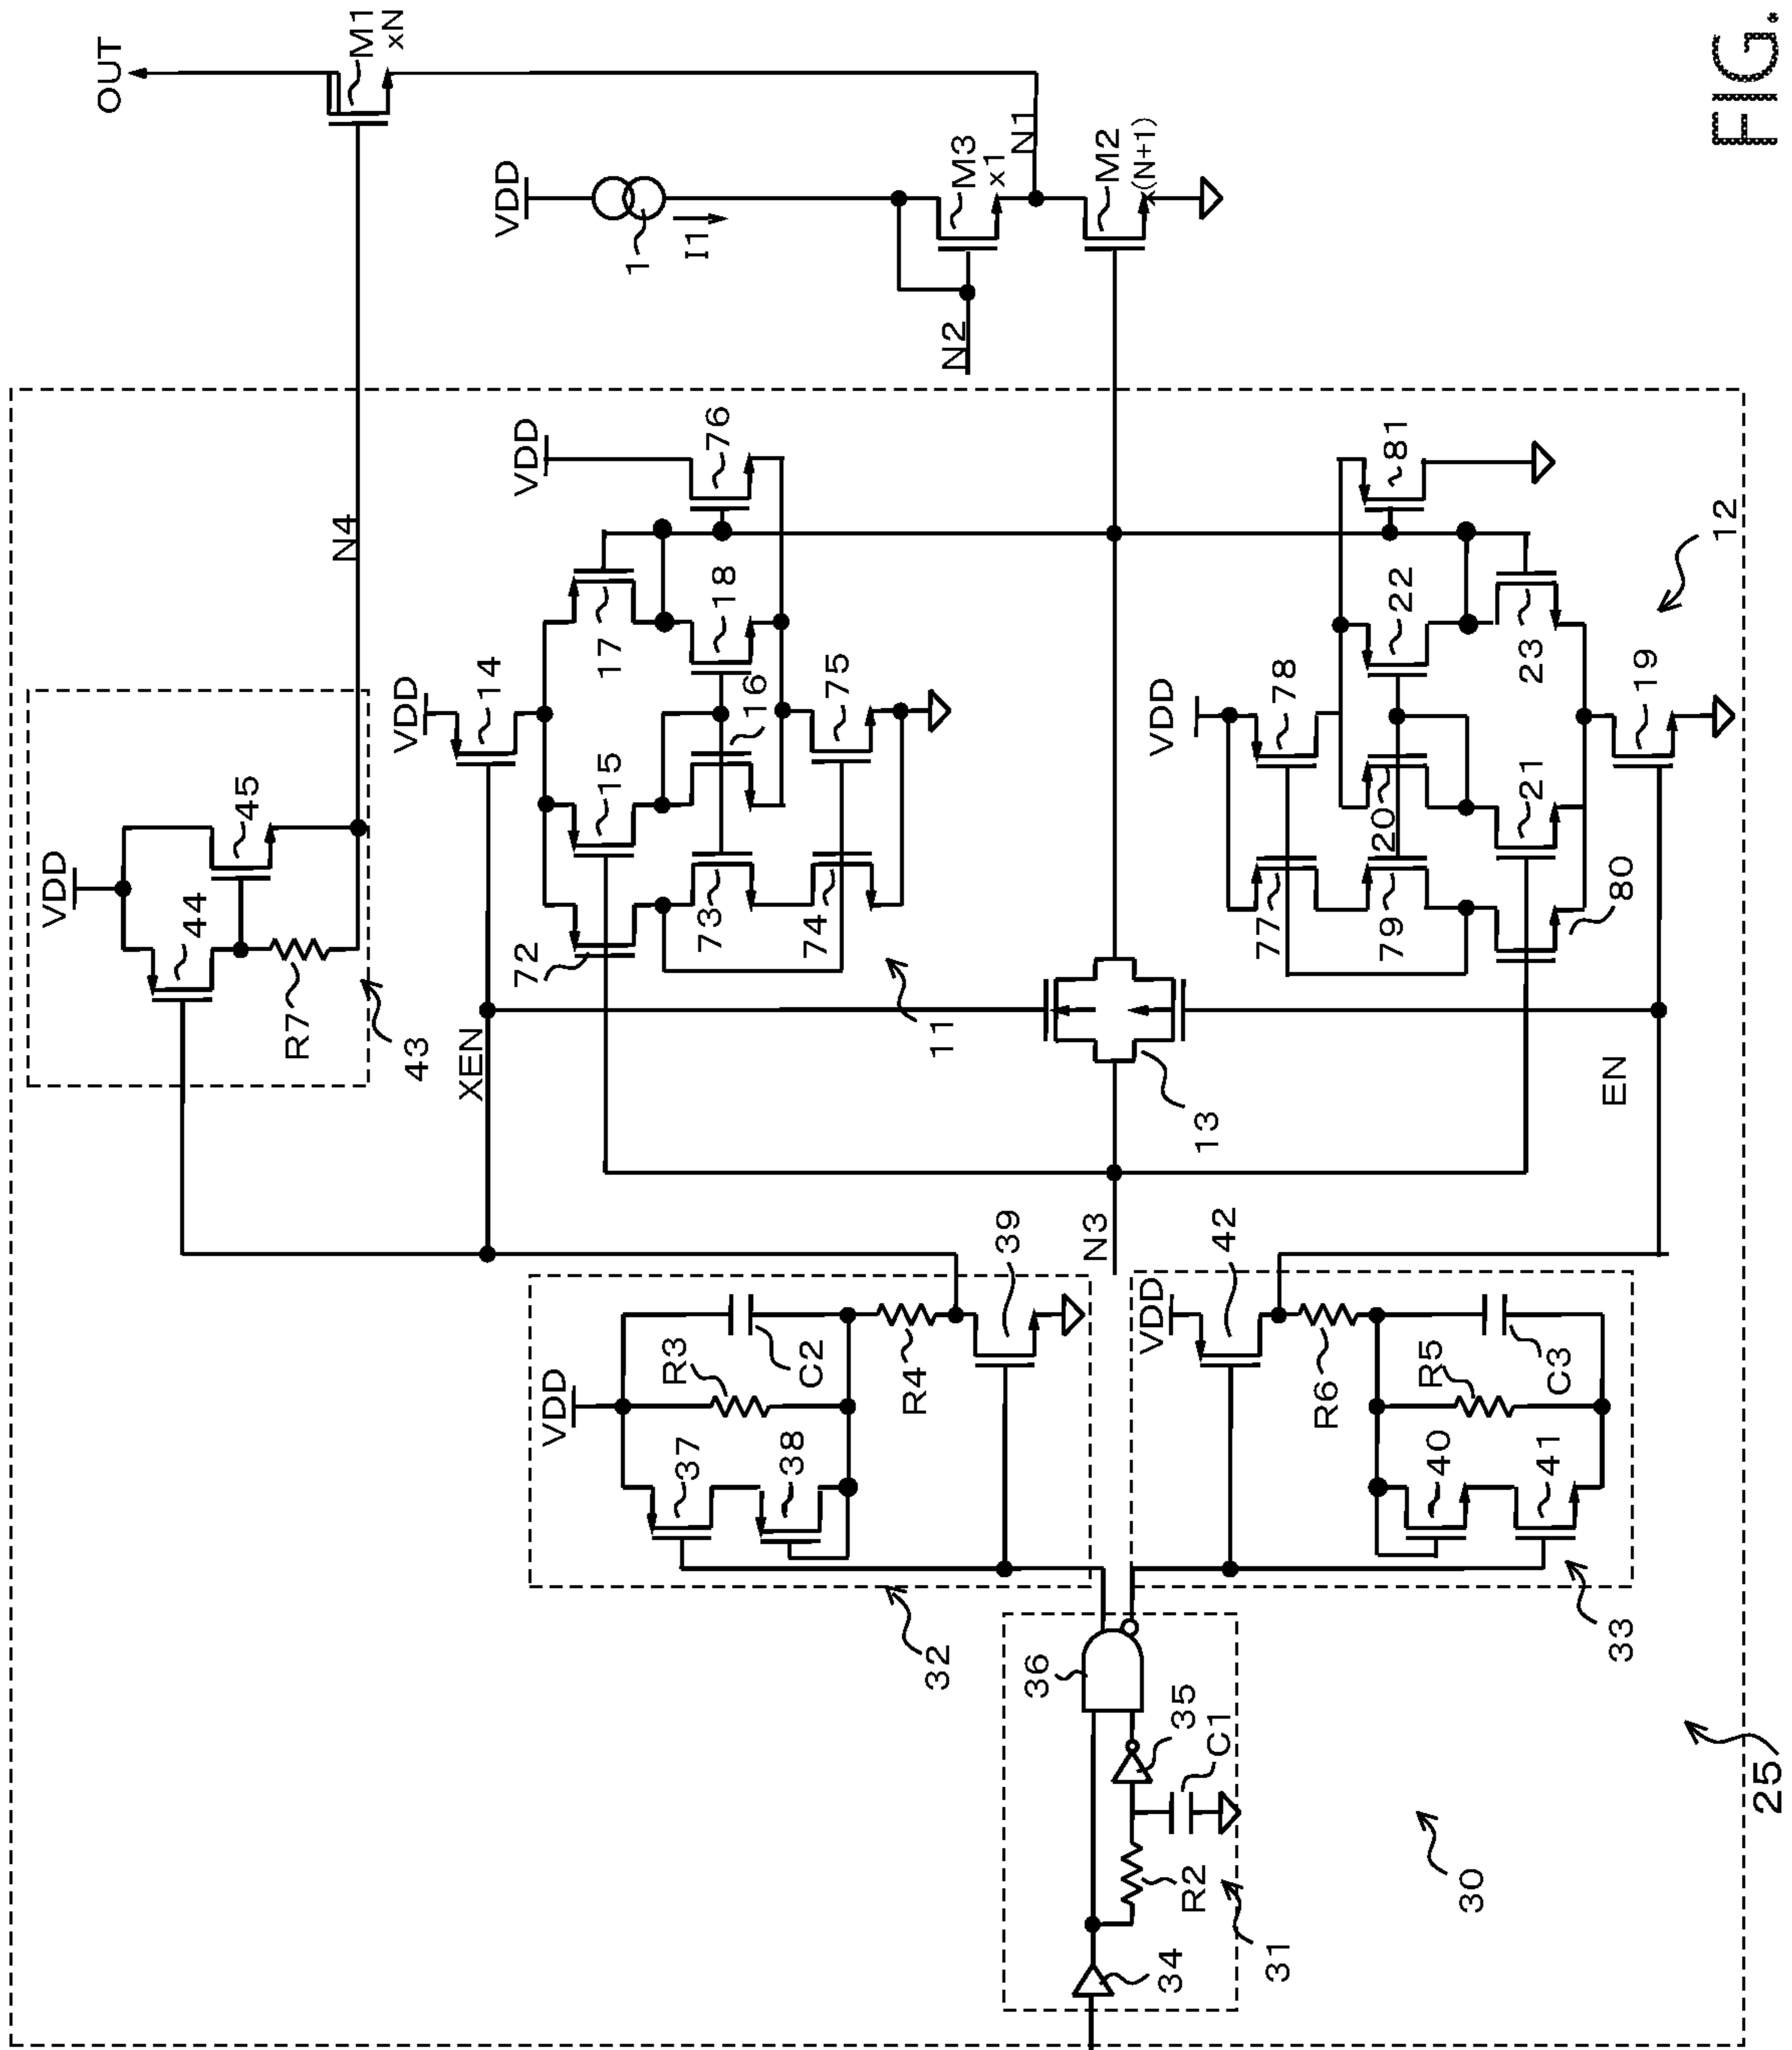 FIG.
OUT
M1
xN
VDD
1
I1
M3
x1
N1
N2
M2
x(N+1)
N4
VDD
76
81
12
17
18
22
23
VDD
14
15
16
75
VDD
78
20
21
19
VDD
44
45
R7
43
72
73
74
11
77
79
80
XEN
13
EN
N3
VDD
R3
C2
R4
39
37
38
32
VDD
42
R6
R5
C3
40
41
33
36
35
C1
R2
34
31
30
25